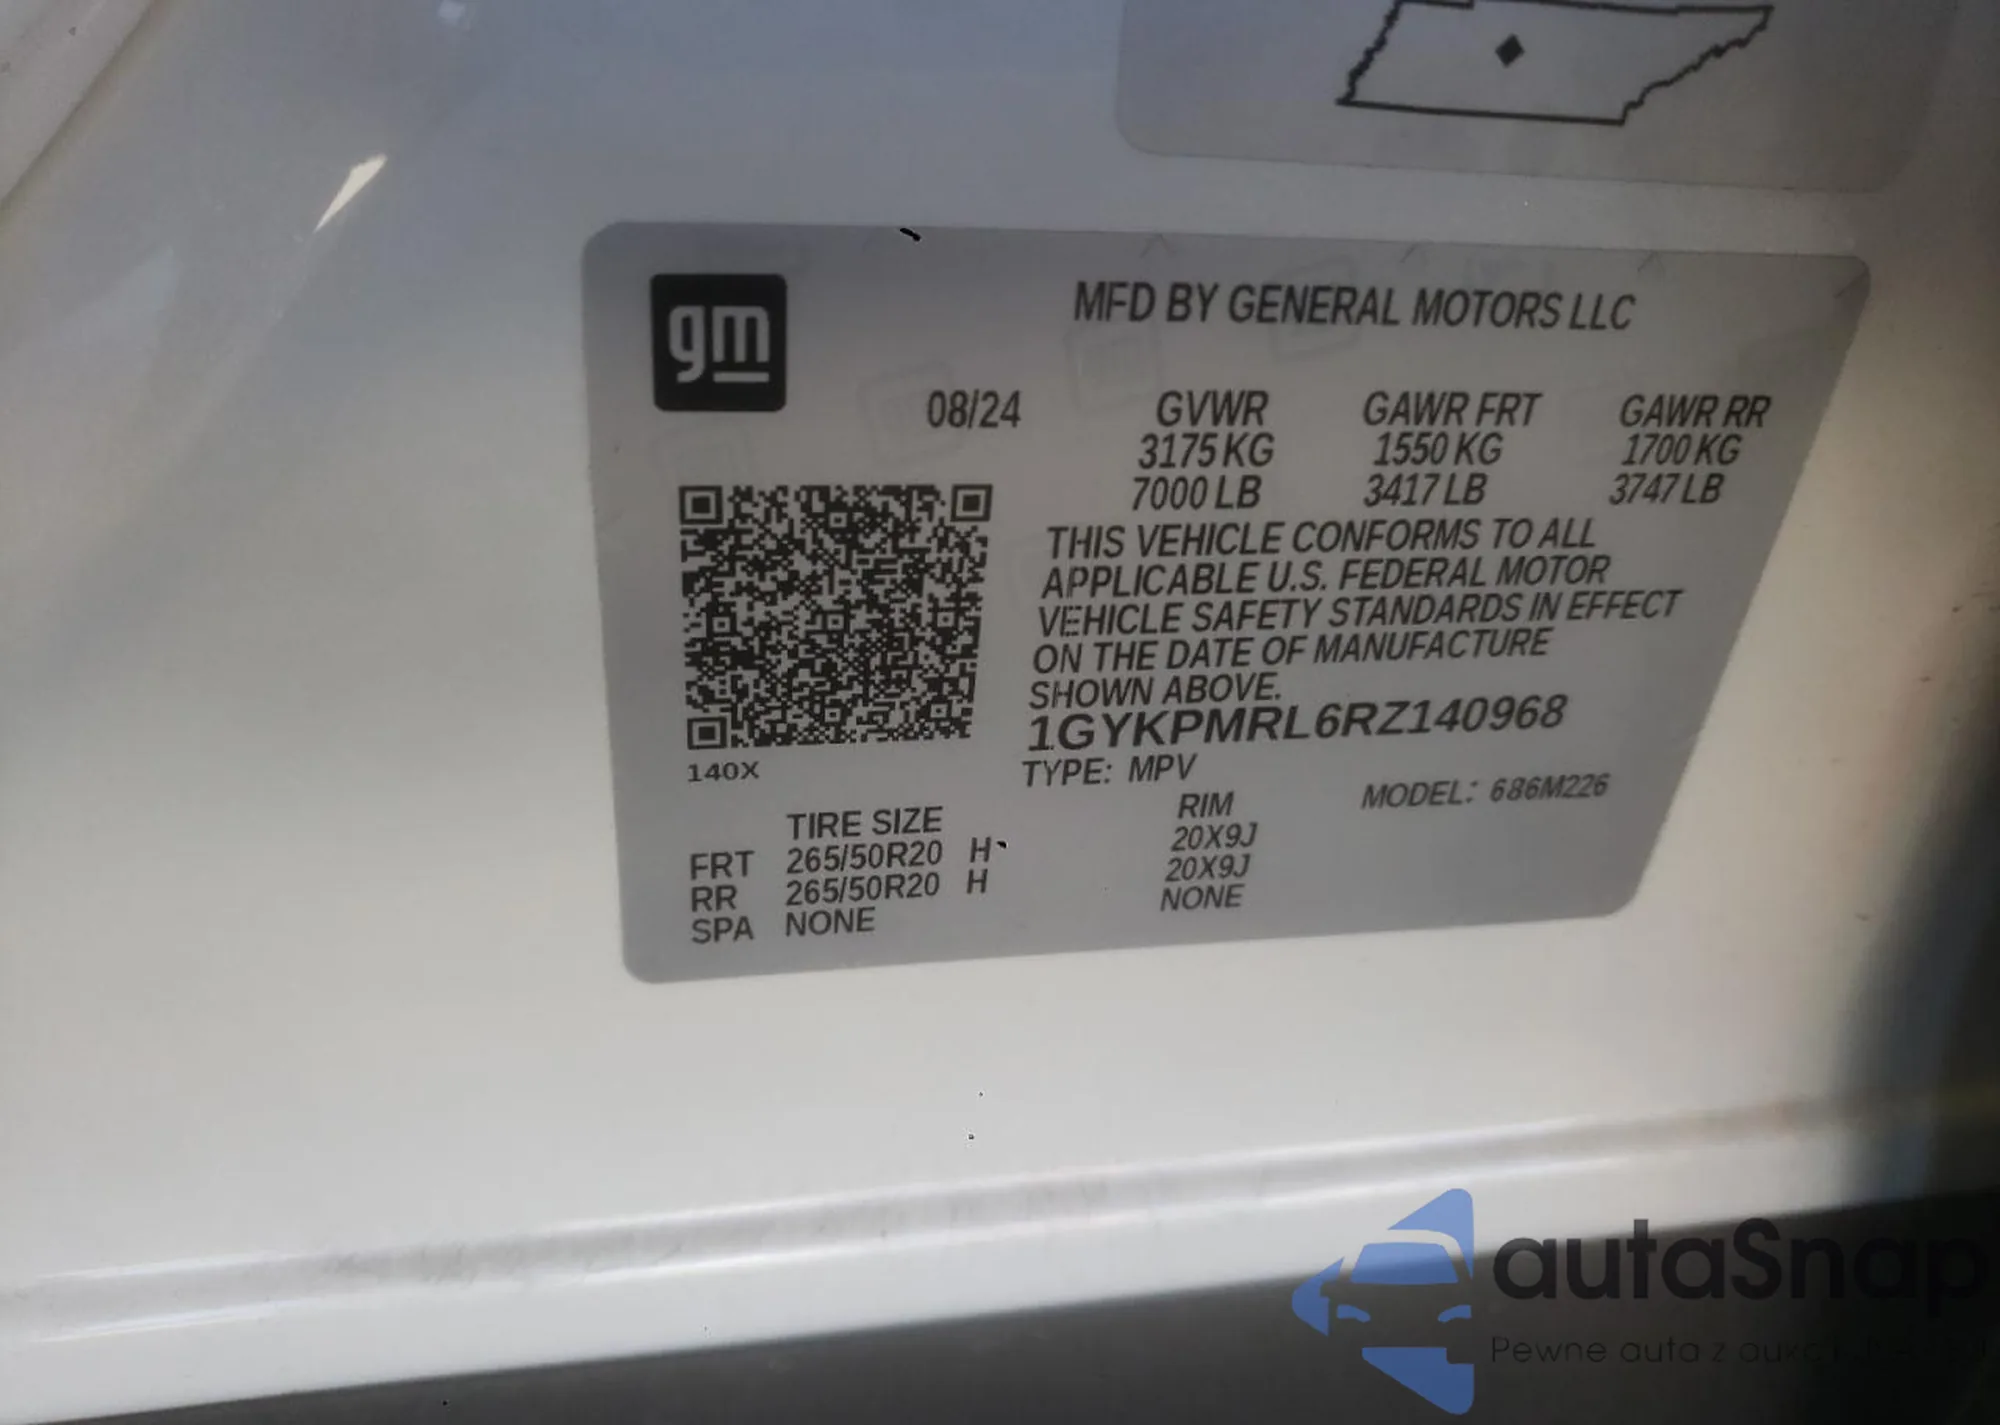 gm
MFD BY GENERAL MOTORS LLC
08/24 GVWR GAWR FRT GAWR RR
3175 KG 1550 KG 1700 KG
7000 LB 3417 LB 3747 LB
THIS VEHICLE CONFORMS TO ALL
APPLICABLE U.S. FEDERAL MOTOR
VEHICLE SAFETY STANDARDS IN EFFECT
ON THE DATE OF MANUFACTURE
SHOWN ABOVE.
1GYKPMRL6RZ140968
140X
TYPE: MPV MODEL: 686M226
TIRE SIZE RIM
FRT 265/50R20 H 20X9J
RR 265/50R20 H 20X9J
SPA NONE NONE
autaSnap
Pewne auta z